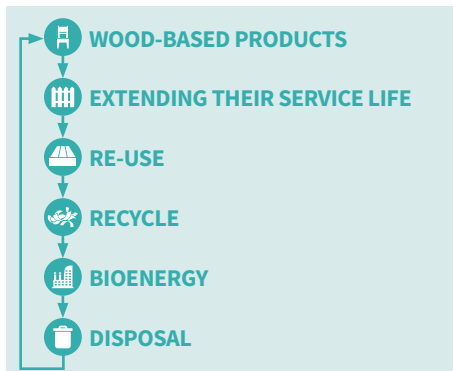 WOOD-BASED PRODUCTS
EXTENDING THEIR SERVICE LIFE
RE-USE
RECYCLE
BIOENERGY
DISPOSAL